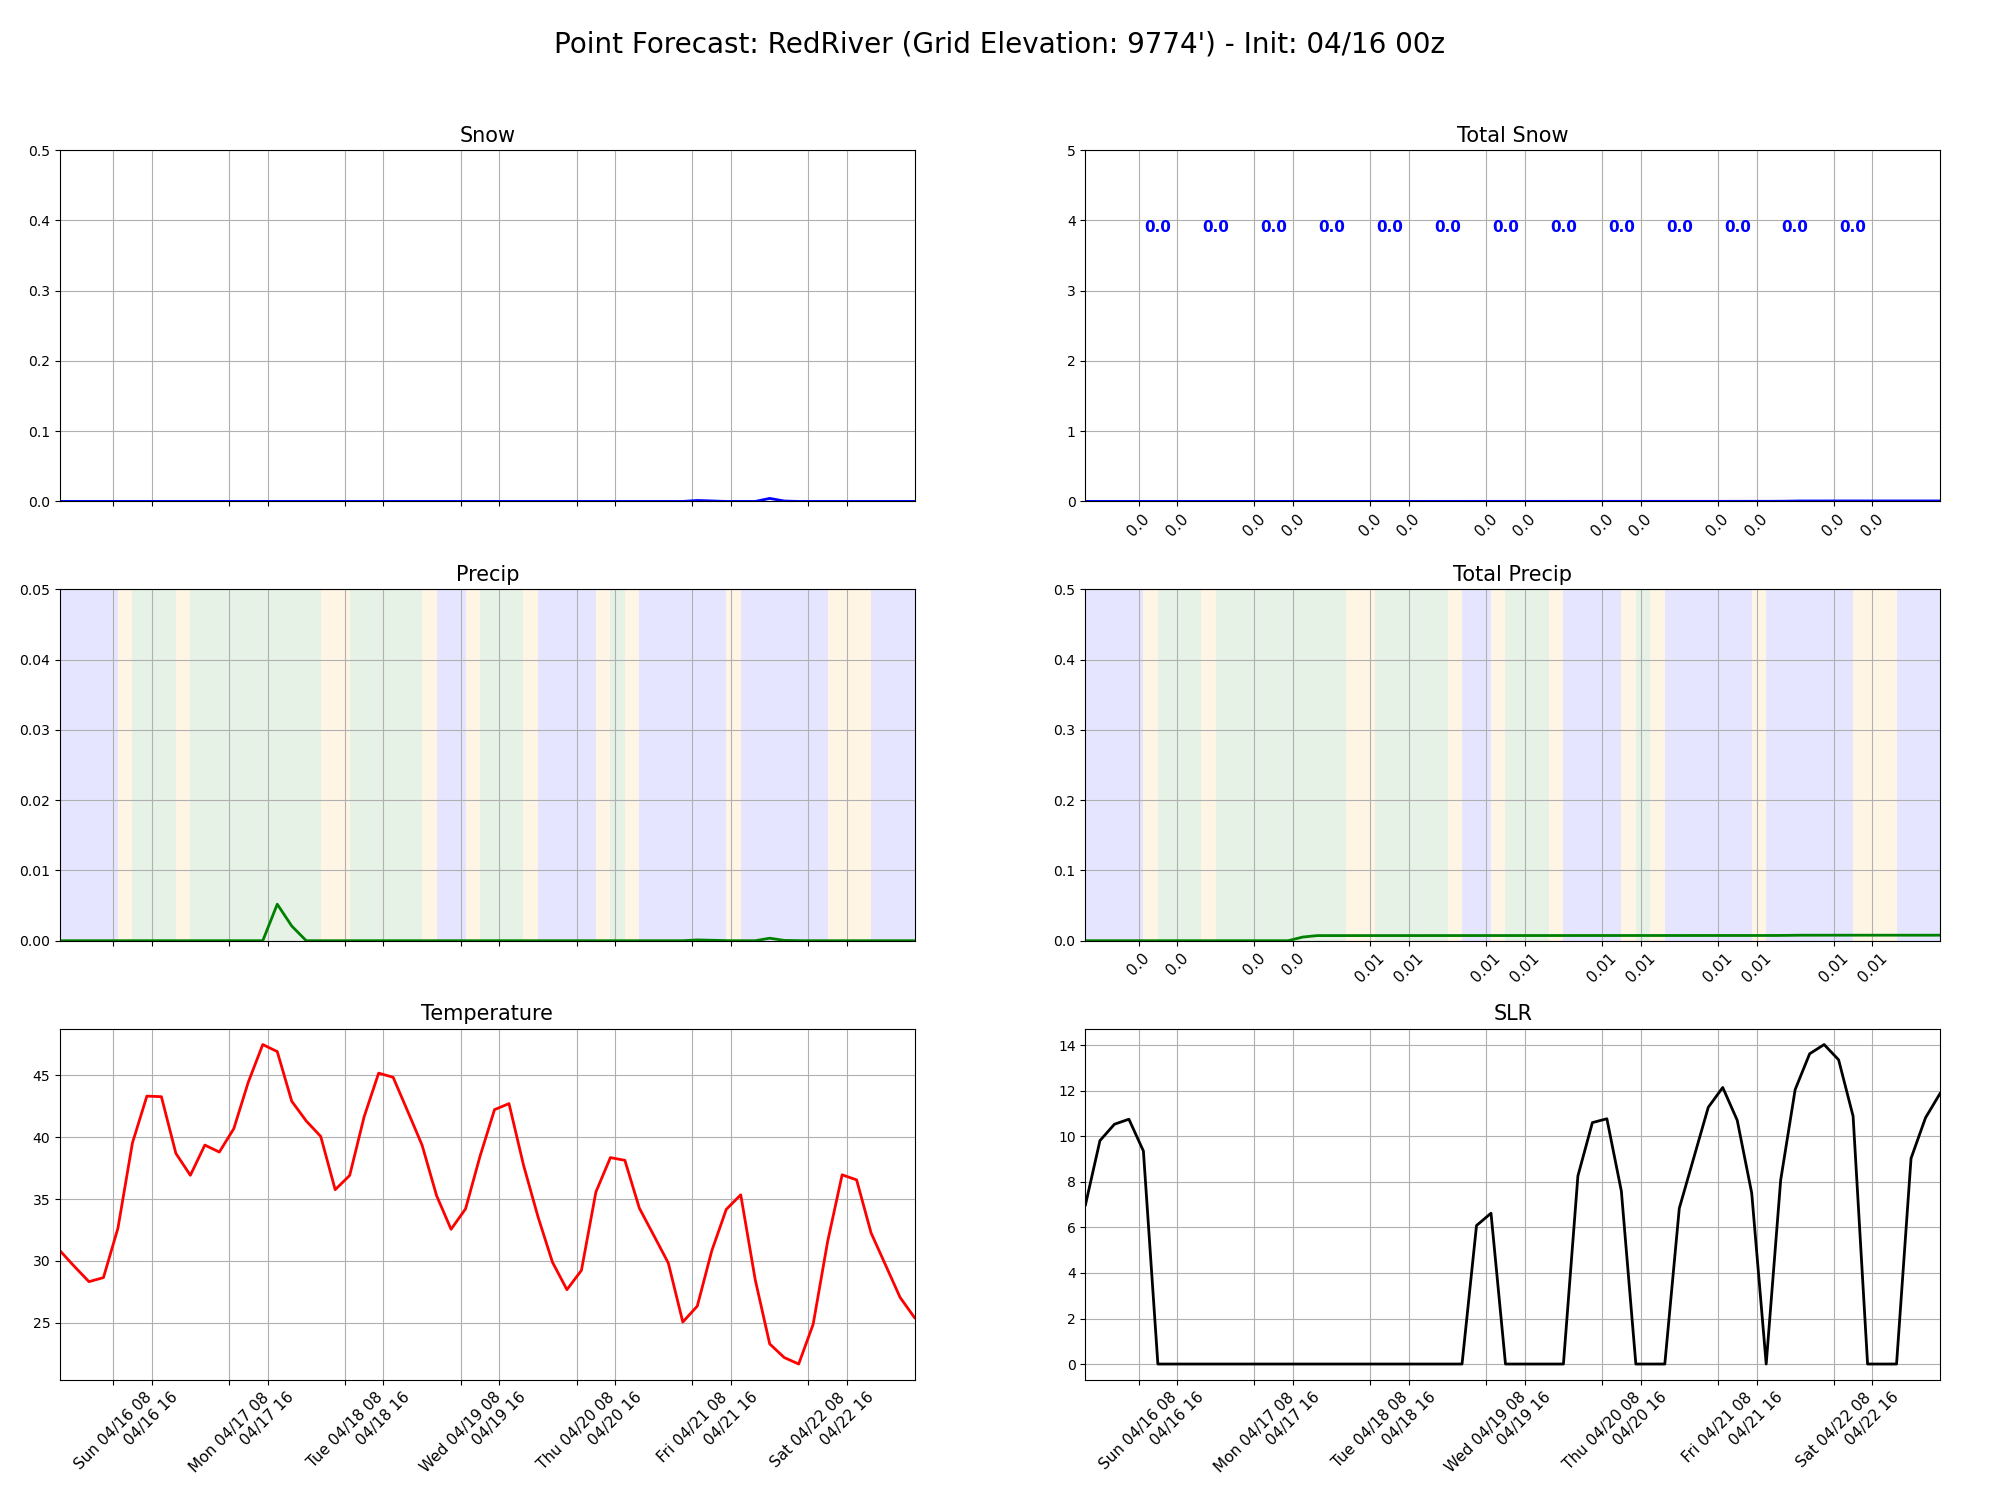 Point Forecast: RedRiver (Grid Elevation: 9774') - Init: 04/16 00z
Snow
0.5
0.4
0.3
0.2
0.1
0.0
Total Snow
5
4
3
2
1
0
0.0 0.0 0.0 0.0 0.0 0.0 0.0 0.0 0.0 0.0 0.0 0.0 0.0
0.0 0.0 0.0 0.0 0.0 0.0 0.0 0.0 0.0 0.0 0.0 0.0 0.0 0.0
Precip
0.05
0.04
0.03
0.02
0.01
0.00
Total Precip
0.5
0.4
0.3
0.2
0.1
0.0
0.0 0.0 0.0 0.0 0.01 0.01 0.01 0.01 0.01 0.01 0.01 0.01 0.01 0.01
Temperature
45
40
35
30
25
Sun 04/16 08
04/16 16
Mon 04/17 08
04/17 16
Tue 04/18 08
04/18 16
Wed 04/19 08
04/19 16
Thu 04/20 08
04/20 16
Fri 04/21 08
04/21 16
Sat 04/22 08
04/22 16
SLR
14
12
10
8
6
4
2
0
Sun 04/16 08
04/16 16
Mon 04/17 08
04/17 16
Tue 04/18 08
04/18 16
Wed 04/19 08
04/19 16
Thu 04/20 08
04/20 16
Fri 04/21 08
04/21 16
Sat 04/22 08
04/22 16